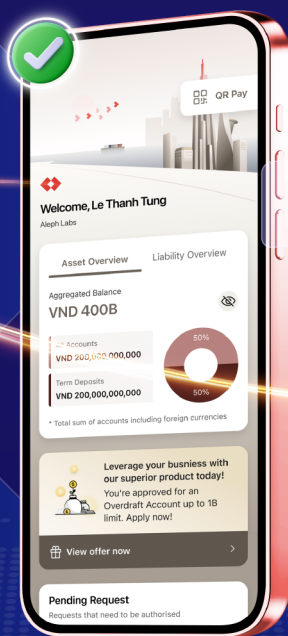 QR Pay
Welcome, Le Thanh Tung
Aleph Labs
Asset Overview
Liability Overview
Aggregated Balance
VND 400B
Accounts
VND 200,000,000,000
Term Deposits
VND 200,000,000,000
50%
50%
* Total sum of accounts including foreign currencies
Leverage your busniess with
our superior product today!
You're approved for an
Overdraft Account up to 1B
limit. Apply now!
View offer now
Pending Request
Requests that need to be authorised